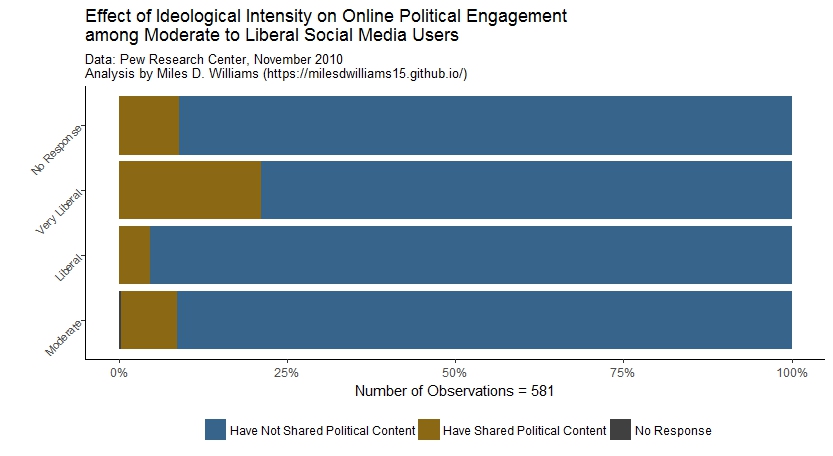 Effect of Ideological Intensity on Online Political Engagement
among Moderate to Liberal Social Media Users
Data: Pew Research Center, November 2010
Analysis by Miles D. Williams (https://milesdwilliams15.github.io/)
No Response
Very Liberal
Liberal
Moderate
0% 25% 50% 75% 100%
Number of Observations = 581
Have Not Shared Political Content Have Shared Political Content No Response